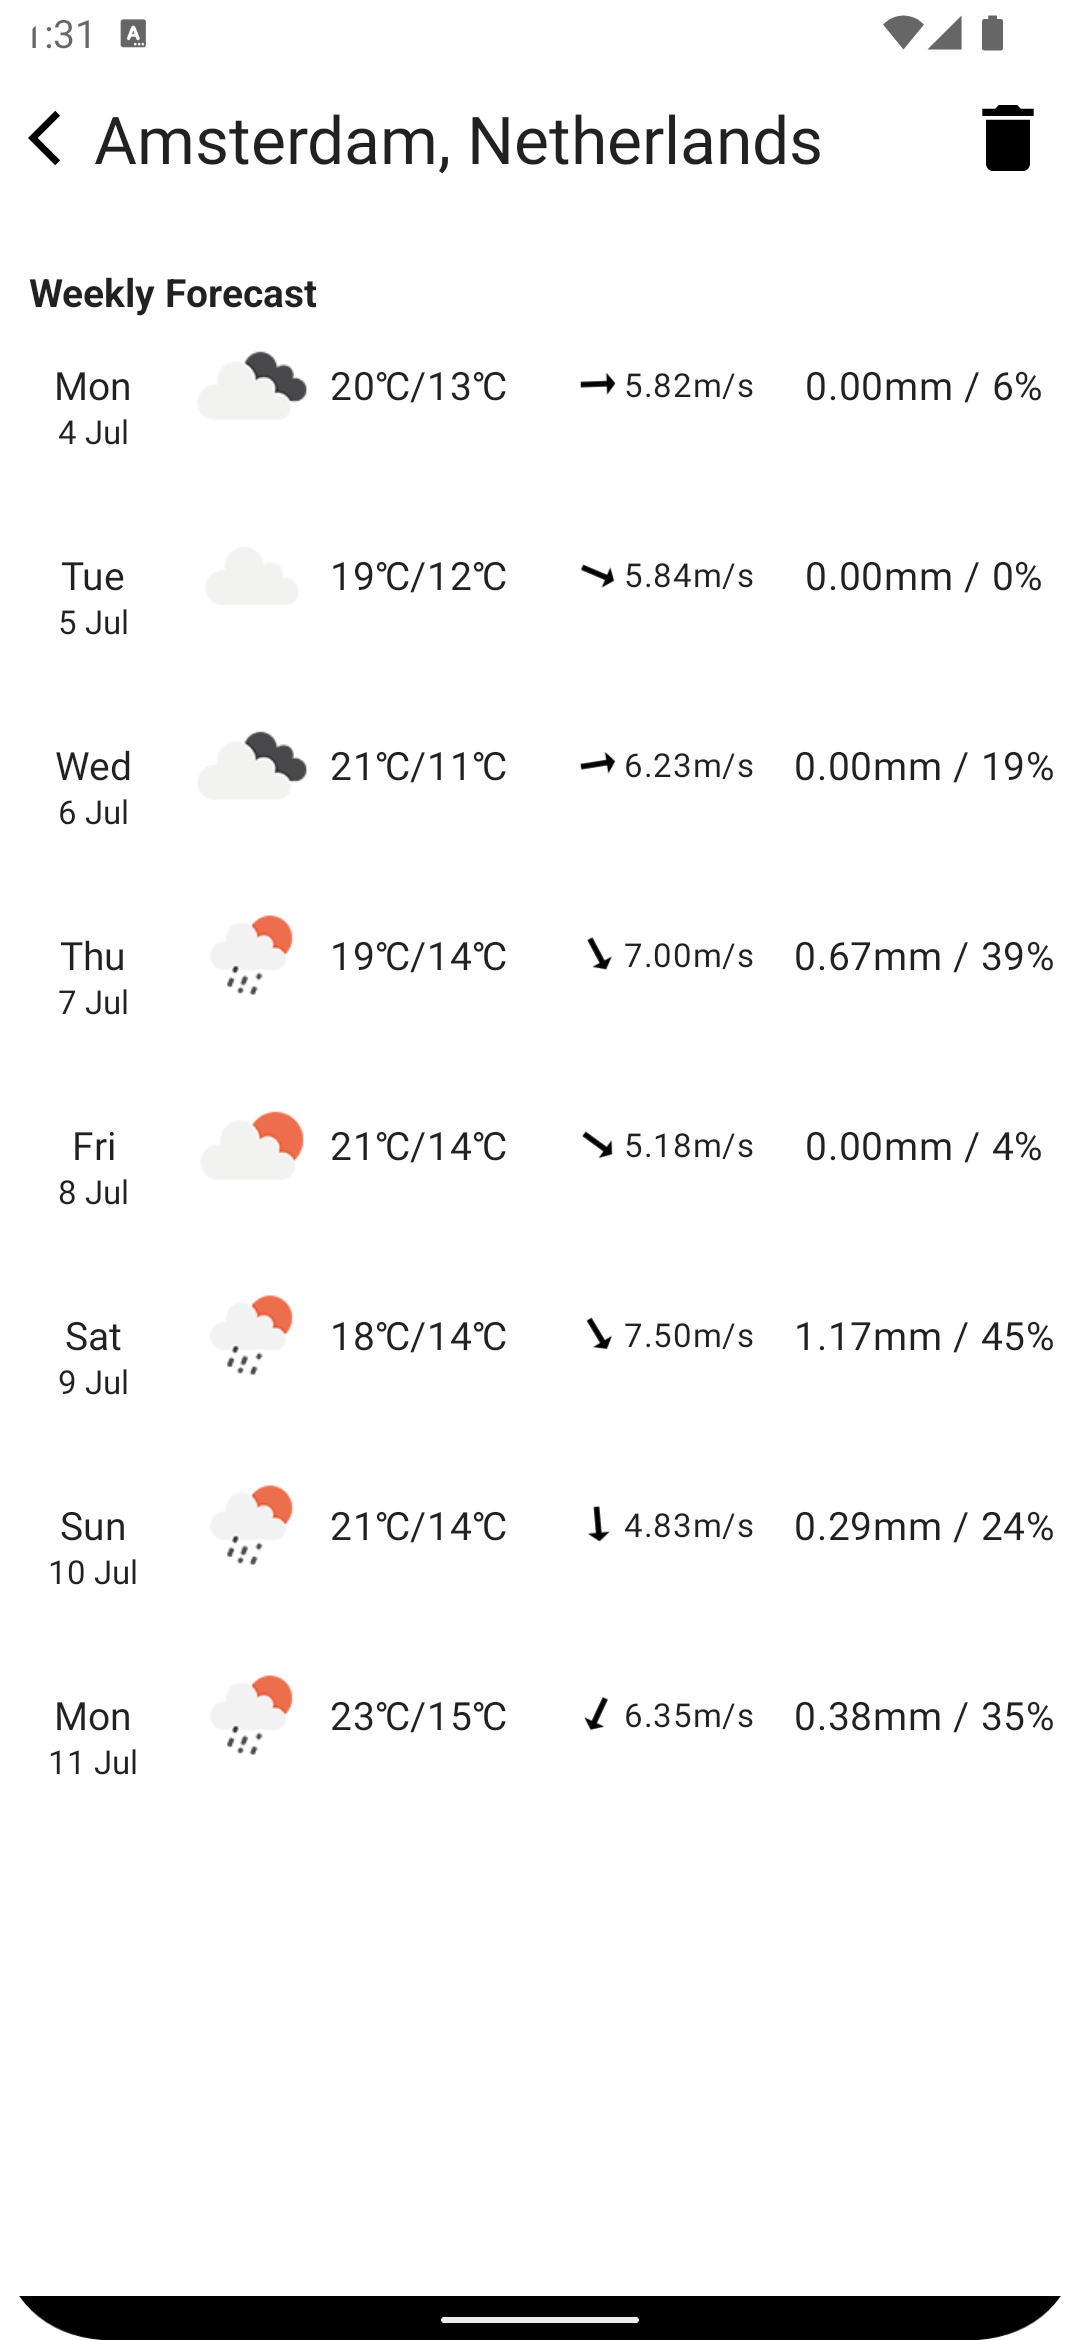 1:31
Amsterdam, Netherlands
Weekly Forecast
Mon 20℃/13℃ 5.82m/s 0.00mm / 6%
4 Jul
Tue 19℃/12℃ 5.84m/s 0.00mm / 0%
5 Jul
Wed 21℃/11℃ 6.23m/s 0.00mm / 19%
6 Jul
Thu 19℃/14℃ 7.00m/s 0.67mm / 39%
7 Jul
Fri 21℃/14℃ 5.18m/s 0.00mm / 4%
8 Jul
Sat 18℃/14℃ 7.50m/s 1.17mm / 45%
9 Jul
Sun 21℃/14℃ 4.83m/s 0.29mm / 24%
10 Jul
Mon 23℃/15℃ 6.35m/s 0.38mm / 35%
11 Jul